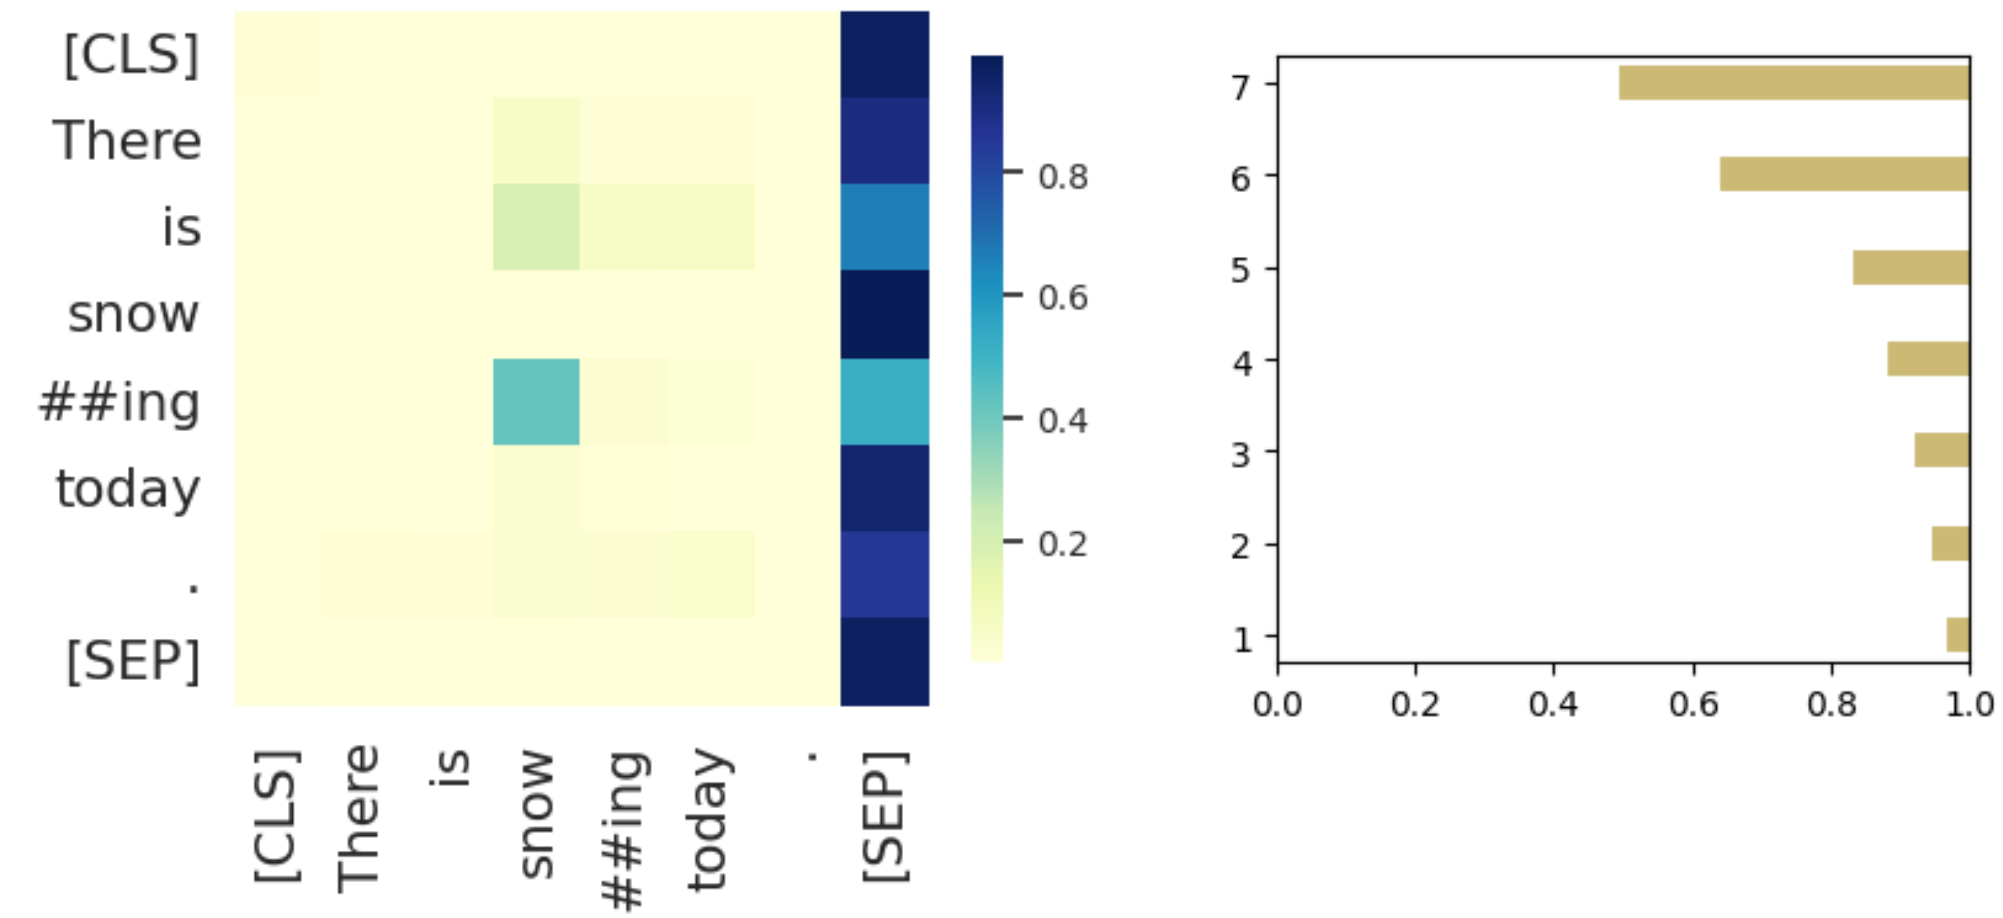 [CLS]
There
is
snow
##ing
today
.
[SEP]
[CLS] There is snow ##ing today . [SEP]
0.8
0.6
0.4
0.2
7
6
5
4
3
2
1
0.0 0.2 0.4 0.6 0.8 1.0